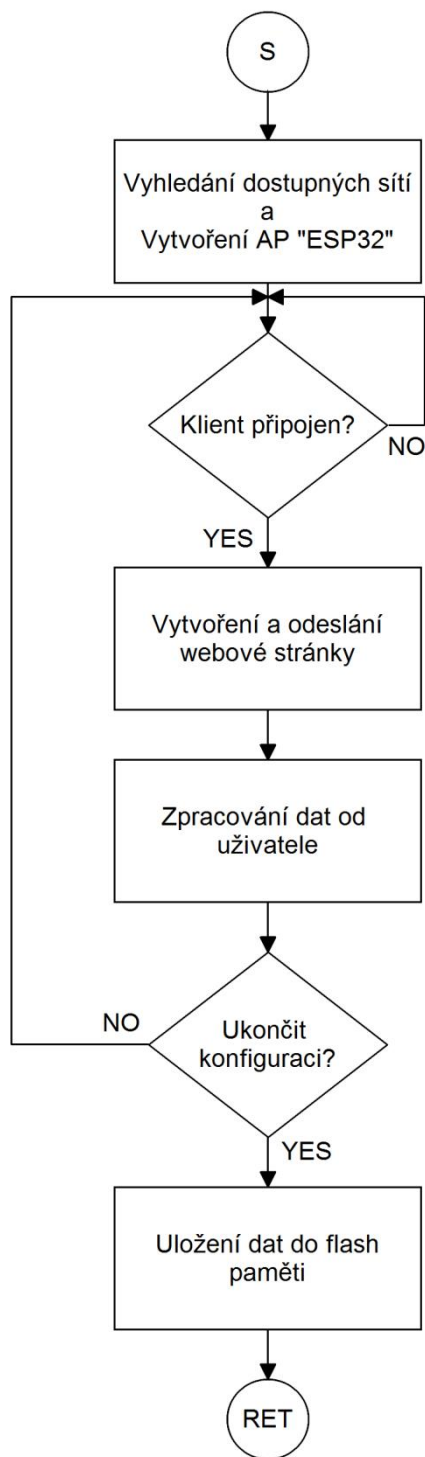 S
Vyhledání dostupných sítí
a
Vytvoření AP "ESP32"
Klient připojen?
NO
YES
Vytvoření a odeslání
webové stránky
Zpracování dat od
uživatele
NO
Ukončit
konfiguraci?
YES
Uložení dat do flash
paměti
RET